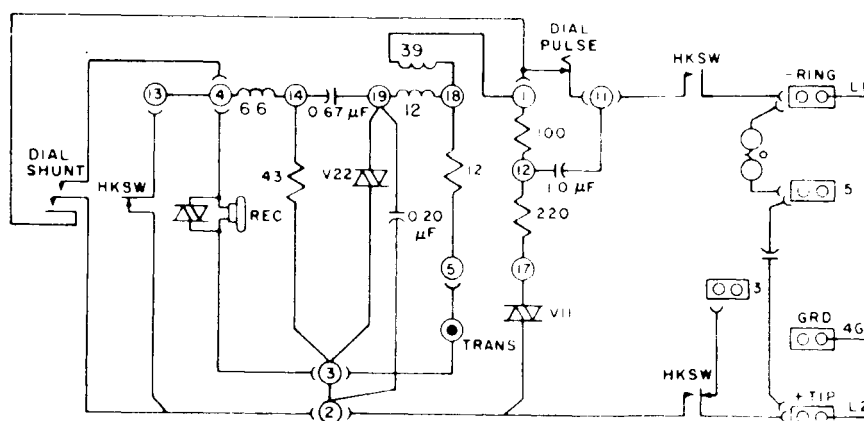 DIAL
PULSE
HKSW
-RING
L1
39
13
4
66
14
0.67 µF
19
12
18
1
11
100
DIAL
SHUNT
HKSW
REC
43
V22
12
12
1.0 µF
0.20
µF
220
5
5
17
3
TRANS
V11
GRD
4G
3
HKSW
2
+TIP
L2